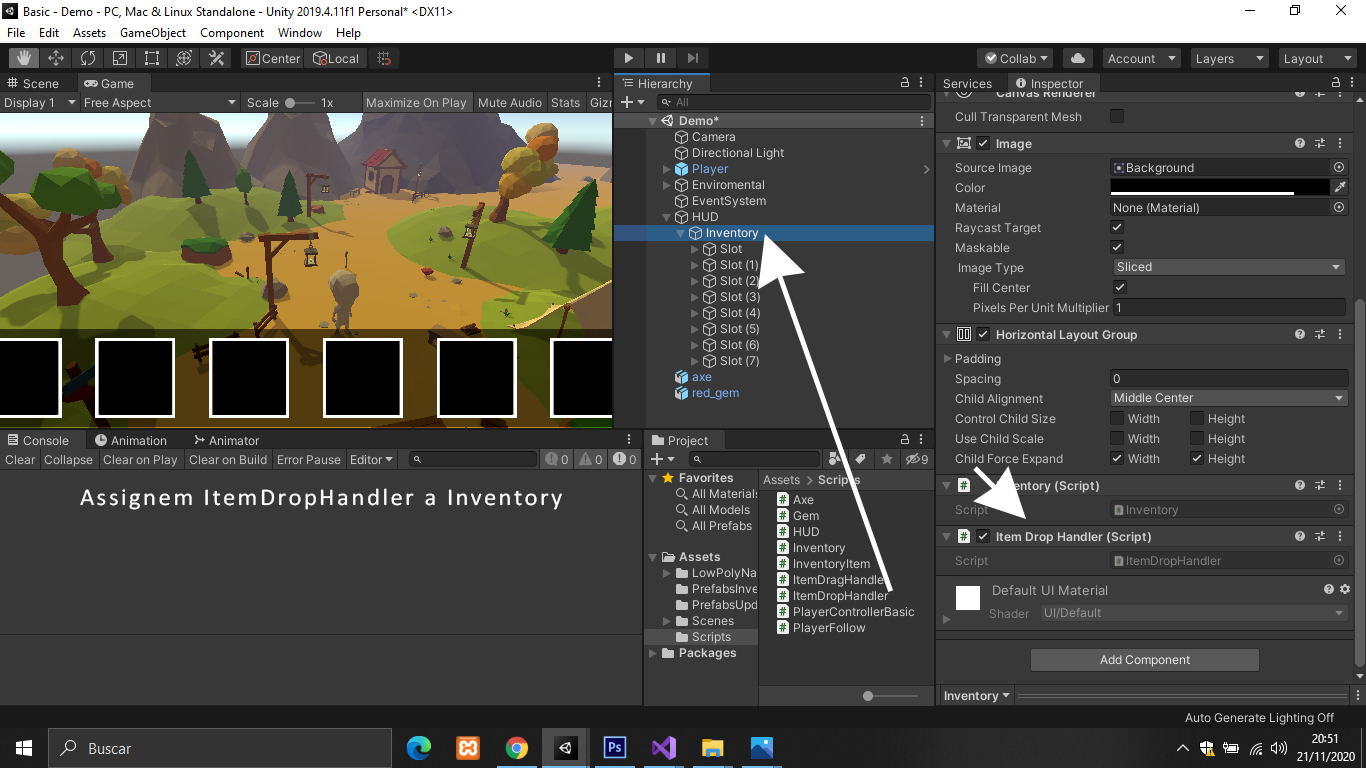 Basic - Demo - PC, Mac & Linux Standalone - Unity 2019.4.11f1 Personal* <DX11>
File Edit Assets GameObject Component Window Help
Center Local Collab Account Layers Layout
Scene Game
Display 1 Free Aspect Scale 1x Maximize On Play Mute Audio Stats Giz
Hierarchy
All
Demo*
Camera
Directional Light
Player
Enviromental
EventSystem
HUD
Inventory
Slot
Slot (1)
Slot (2)
Slot (3)
Slot (4)
Slot (5)
Slot (6)
Slot (7)
axe
red_gem
Services Inspector
Canvas Renderer
Cull Transparent Mesh
Image
Source Image Background
Color
Material None (Material)
Raycast Target
Maskable
Image Type Sliced
Fill Center
Pixels Per Unit Multiplier 1
Horizontal Layout Group
Padding
Spacing 0
Child Alignment Middle Center
Control Child Size Width Height
Use Child Scale Width Height
Child Force Expand Width Height
Inventory (Script)
Script Inventory
Item Drop Handler (Script)
Script ItemDropHandler
Default UI Material
Shader UI/Default
Add Component
Inventory
Console Animation Animator
Clear Collapse Clear on Play Clear on Build Error Pause Editor 0 0 0
Assignem ItemDropHandler a Inventory
Project
9
Favorites
All Materials
All Models
All Prefabs
Assets
LowPolyNa
PrefabsInve
PrefabsUpd
Scenes
Scripts
Packages
Assets > Scripts
Axe
Gem
HUD
Inventory
InventoryItem
ItemDragHandle
ItemDropHandler
PlayerControllerBasic
PlayerFollow
Auto Generate Lighting Off
Buscar
Ps
20:51
21/11/2020